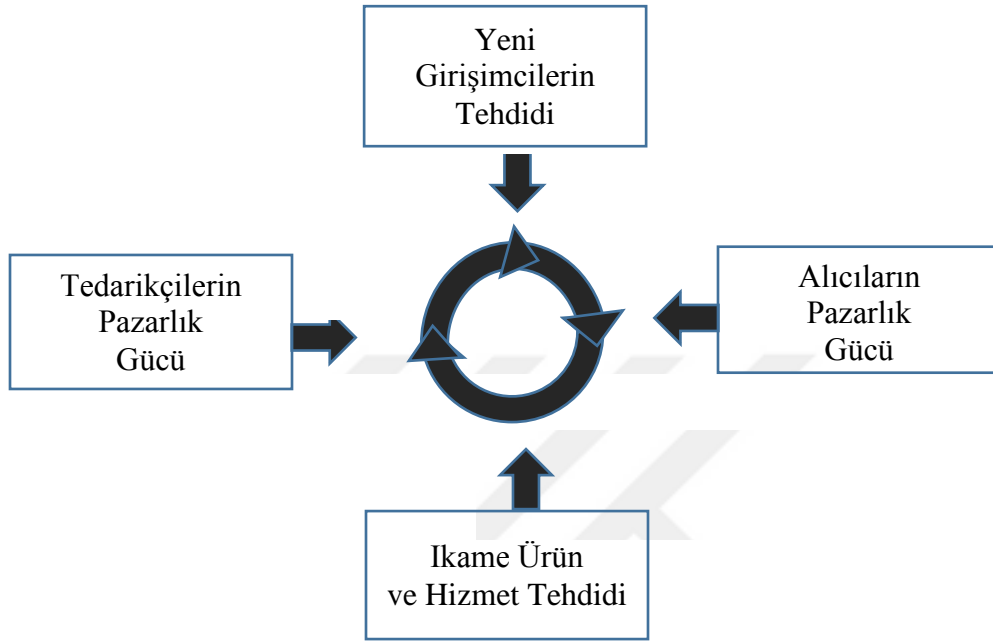 Yeni
Girişimcilerin
Tehdidi
Tedarikçilerin
Pazarlık
Gücü
Alıcıların
Pazarlık
Gücü
Ikame Ürün
ve Hizmet Tehdidi